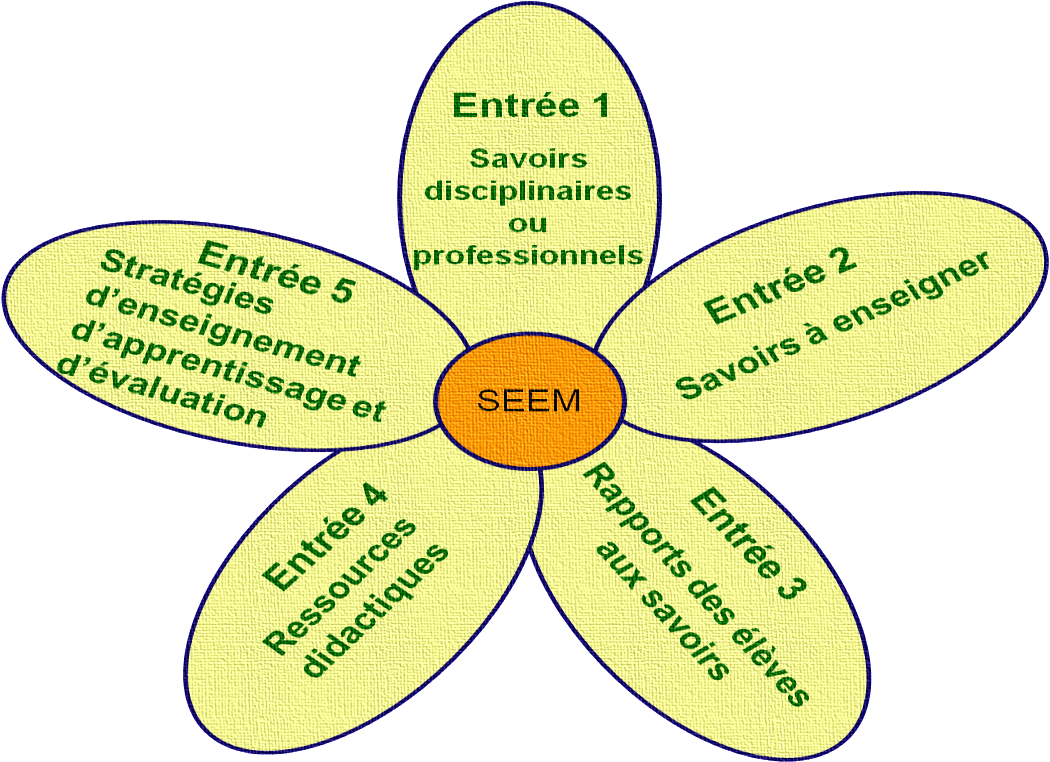 Entrée 1
Savoirs
disciplinaires
ou
professionnels
Entrée 2
Savoirs à enseigner
Entrée 3
Rapports des élèves
aux savoirs
Entrée 4
Ressources
didactiques
Entrée 5
Stratégies
d’enseignement
d’apprentissage et
d’évaluation
SEEM